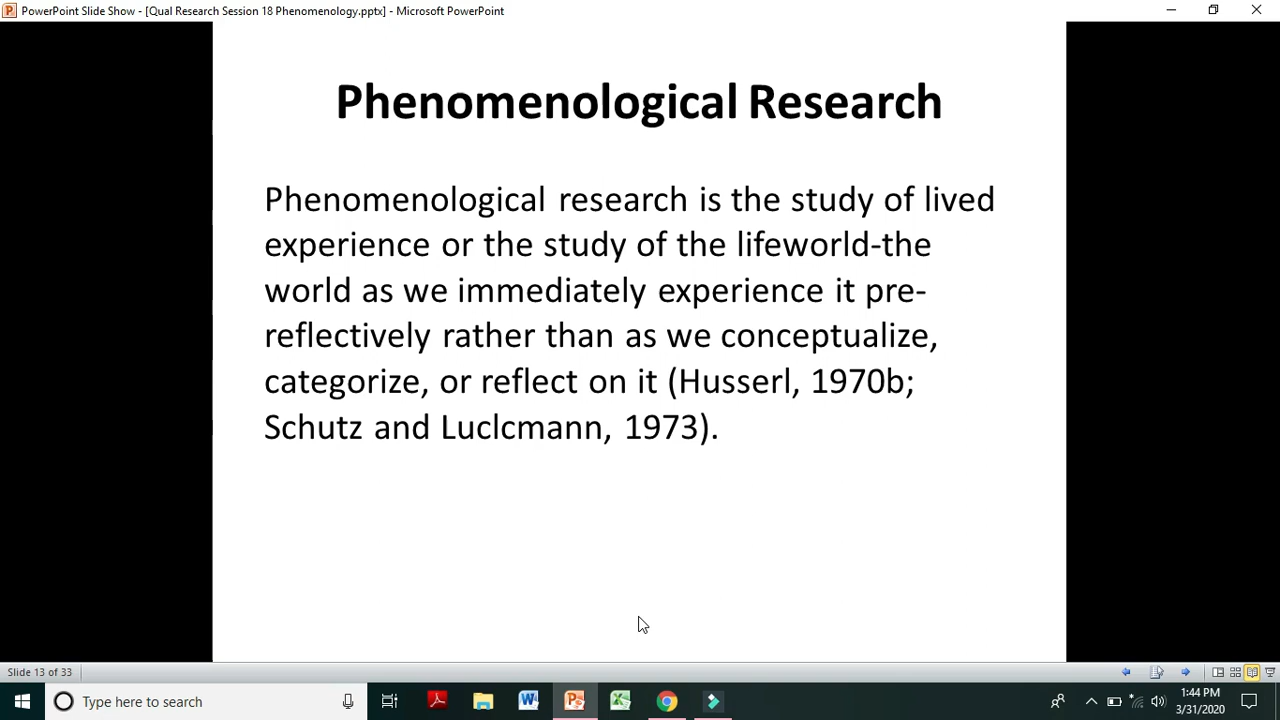 PowerPoint Slide Show - [Qual Research Session 18 Phenomenology.pptx] - Microsoft PowerPoint
Phenomenological Research
Phenomenological research is the study of lived
experience or the study of the lifeworld-the
world as we immediately experience it pre-
reflectively rather than as we conceptualize,
categorize, or reflect on it (Husserl, 1970b;
Schutz and Luclcmann, 1973).
Slide 13 of 33
Type here to search
1:44 PM
3/31/2020